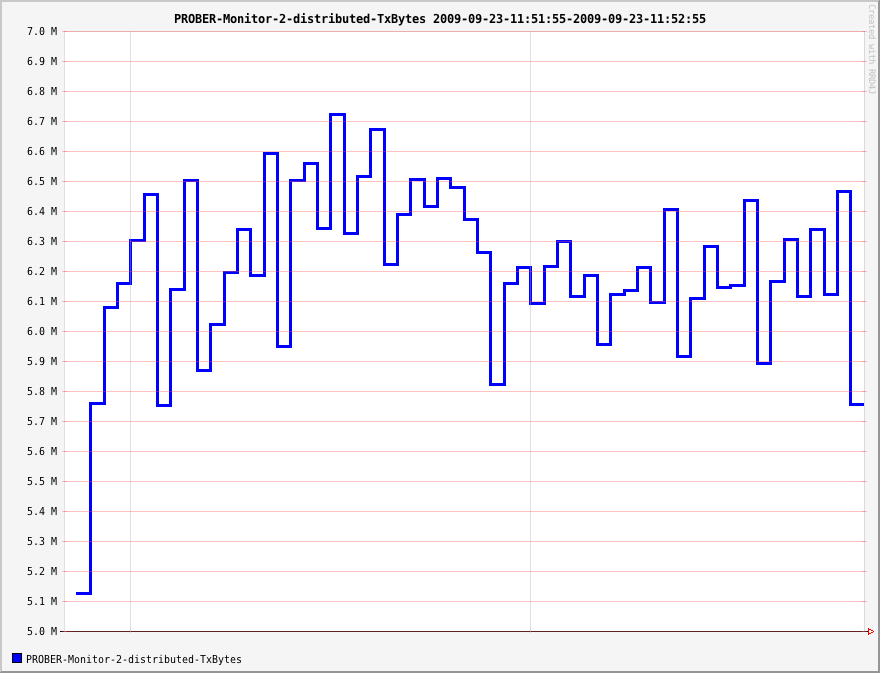 PROBER-Monitor-2-distributed-TxBytes 2009-09-23-11:51:55-2009-09-23-11:52:55
Created with RRD4J
7.0 M
6.9 M
6.8 M
6.7 M
6.6 M
6.5 M
6.4 M
6.3 M
6.2 M
6.1 M
6.0 M
5.9 M
5.8 M
5.7 M
5.6 M
5.5 M
5.4 M
5.3 M
5.2 M
5.1 M
5.0 M
PROBER-Monitor-2-distributed-TxBytes